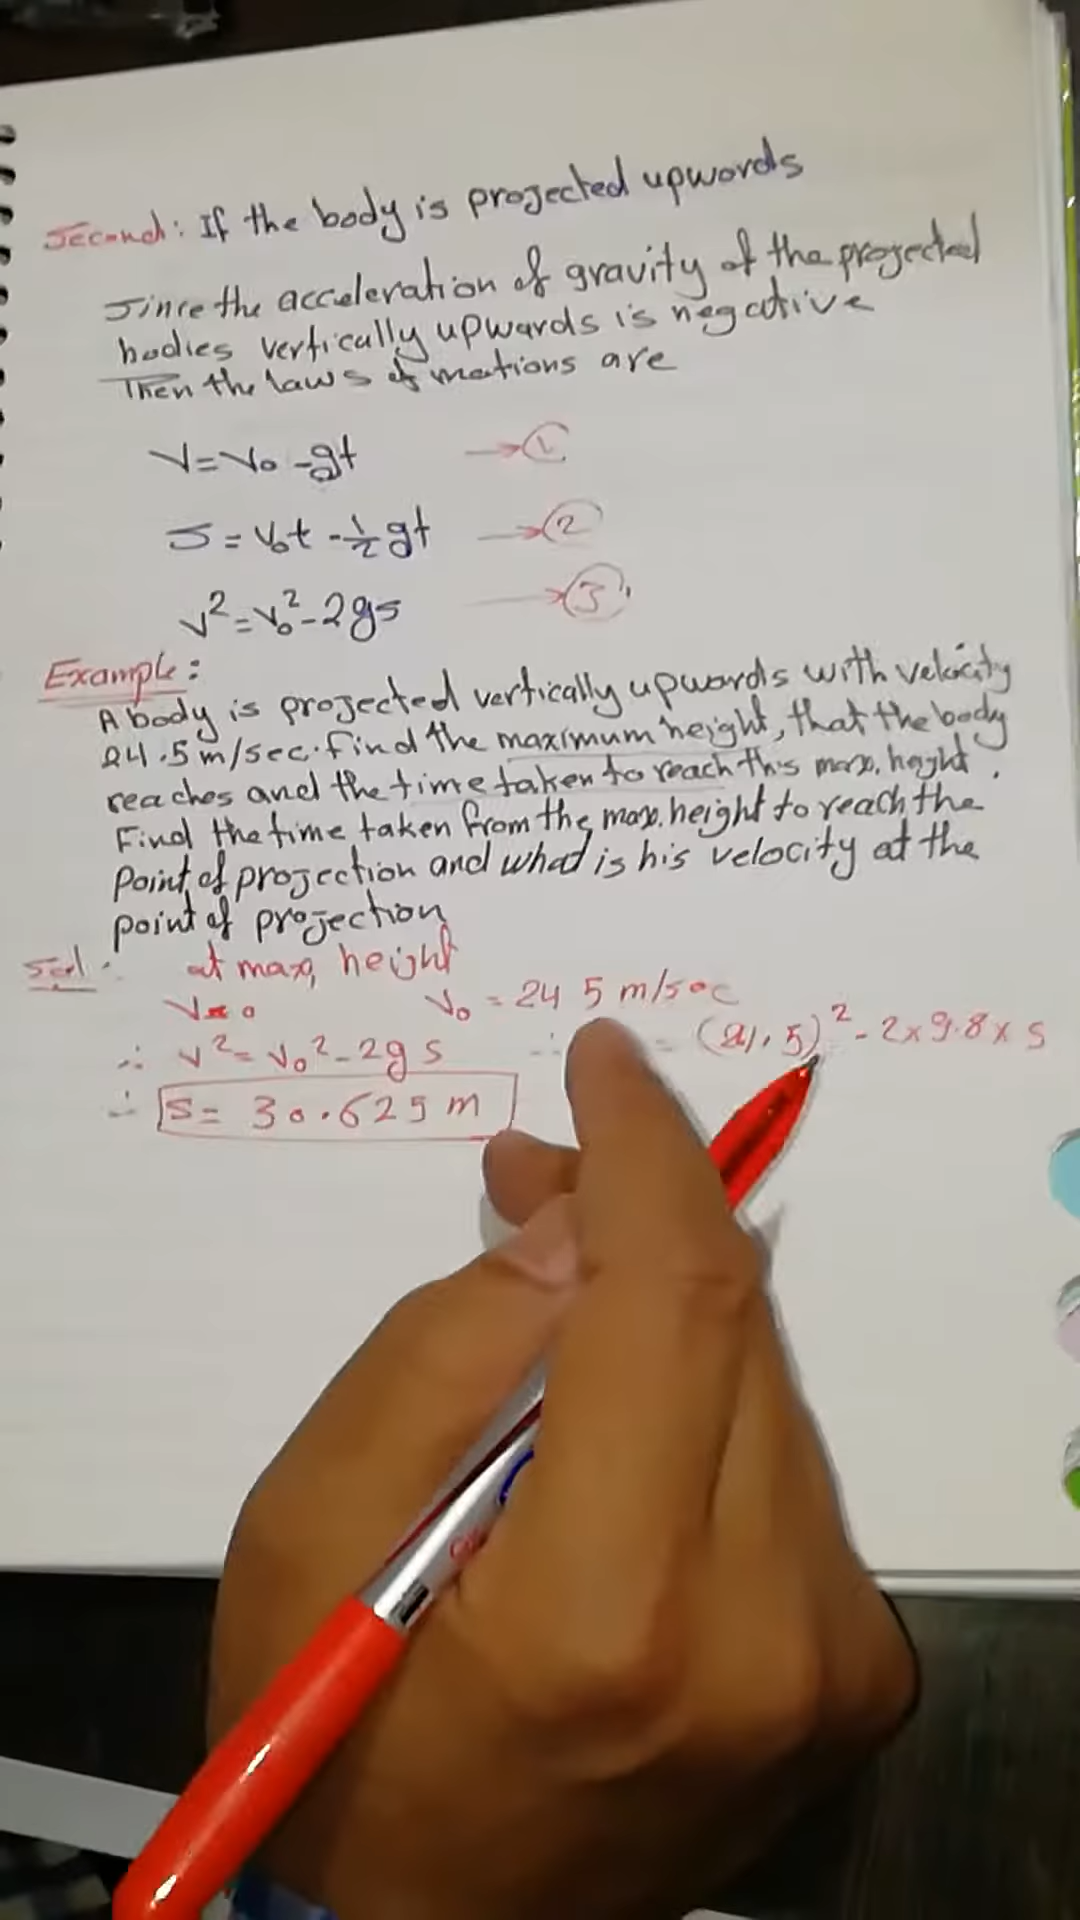 Second: If the body is projected upwords
Since the acceleration of gravity of the projected
bodies vertically upwards is negative
Then the laws of motions are
V=V₀ -gt → 1
S = V₀t - ½gt → 2
v²=v₀²-2gs → 3
Example:
A body is projected vertically upwards with velocity
24.5 m/sec. find the maximum height, that the body
reaches and the time taken to reach this max. heght.
Find the time taken from the max. height to reach the
point of projection and what is his velocity at the
point of projection
Sol: at max, height
V=0 V₀ = 24 5 m/sec
∴ v²=v₀²-2gs ∴ = (24.5)²-2×9.8×S
∴ S= 30.625 m